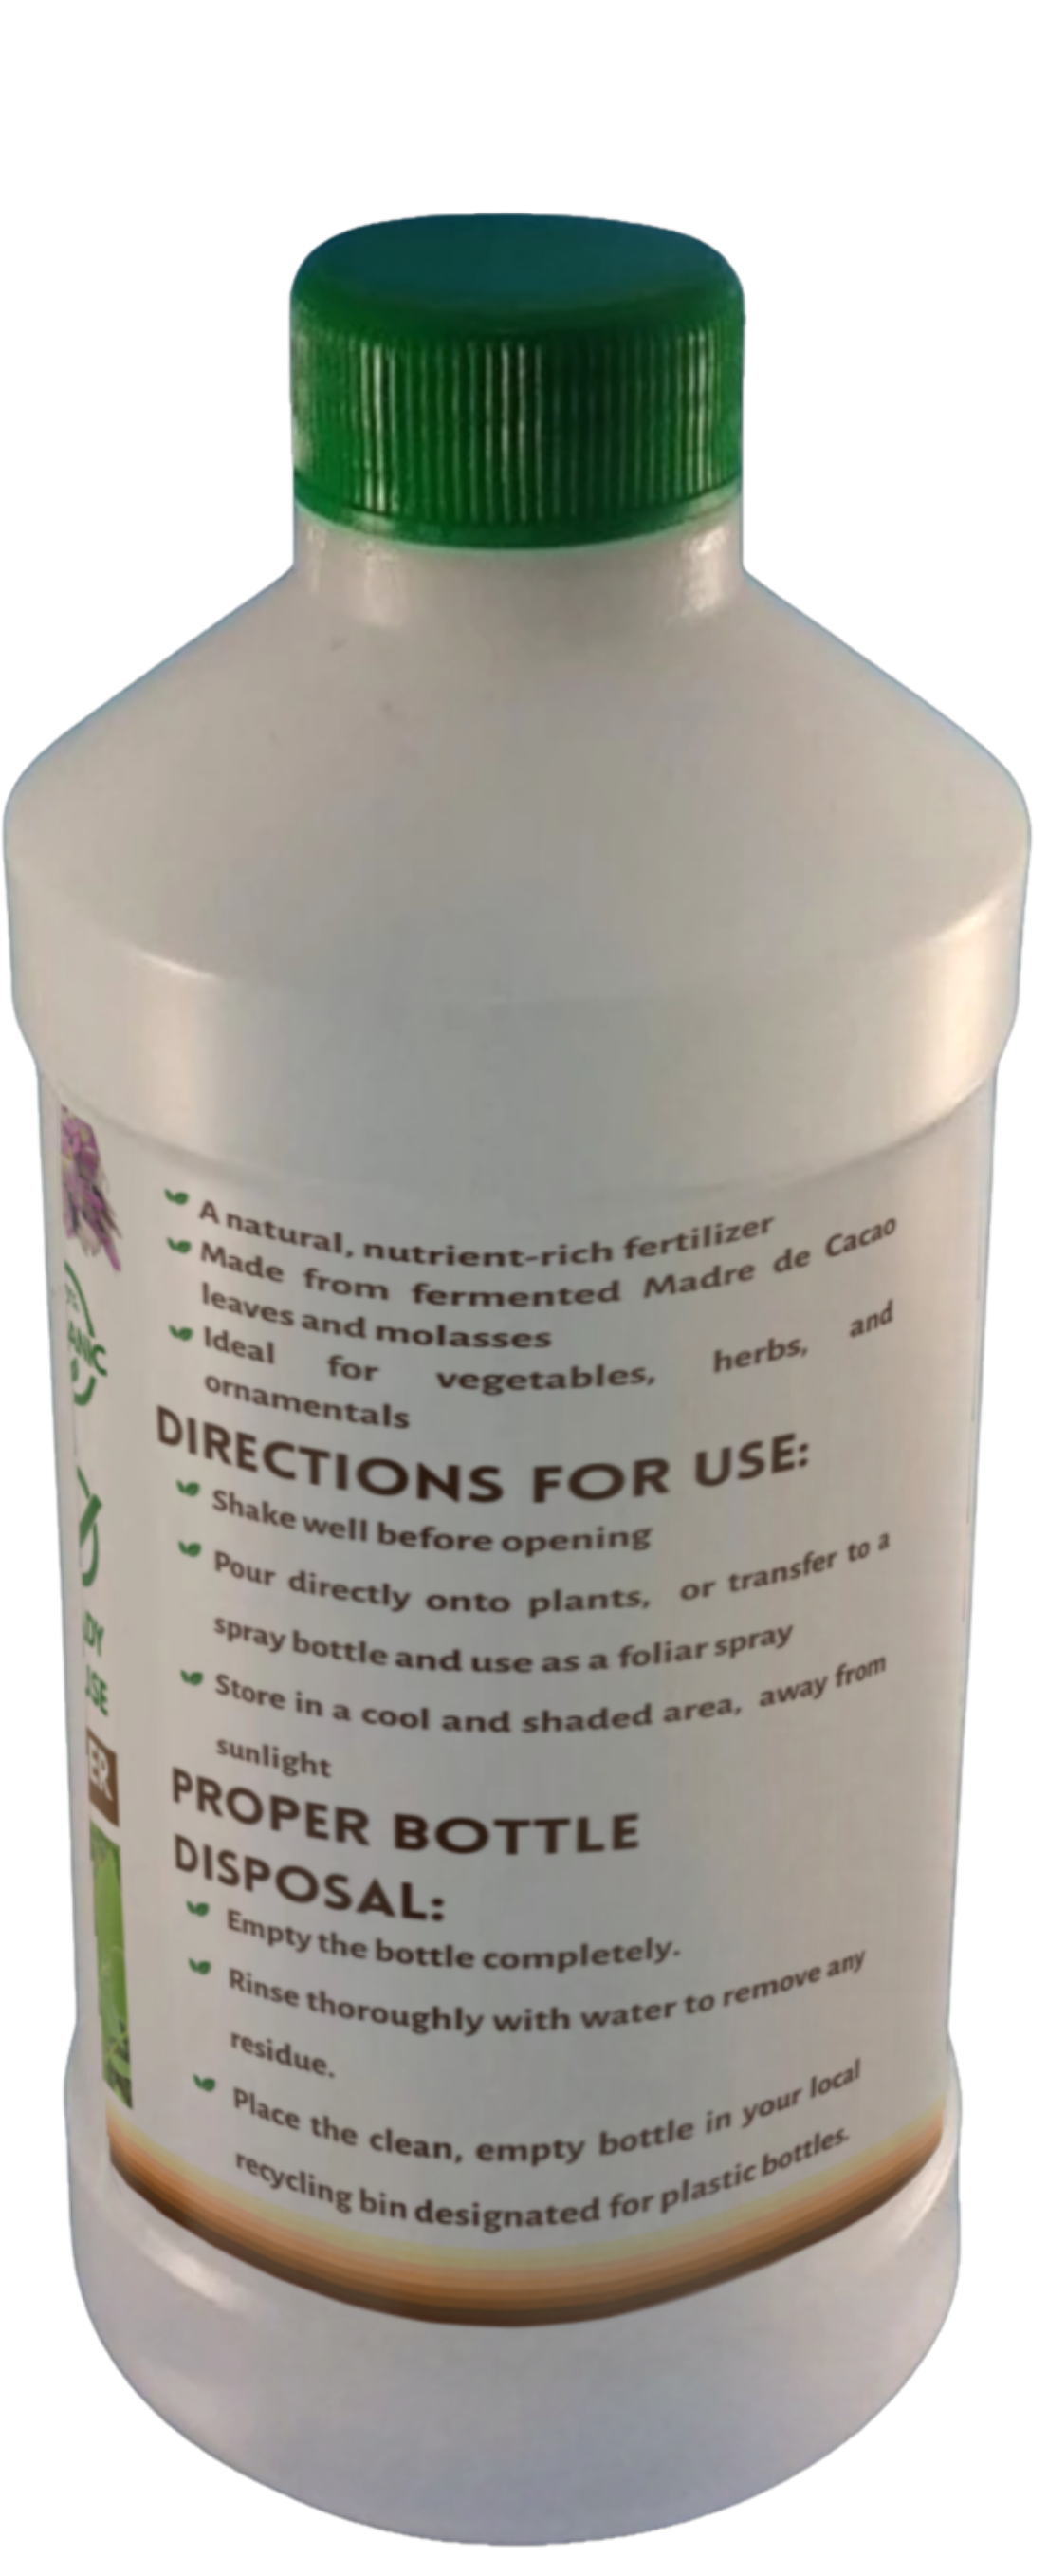 A natural, nutrient-rich fertilizer
Made from fermented Madre de Cacao
leaves and molasses
Ideal for vegetables, herbs, and
ornamentals
DIRECTIONS FOR USE:
Shake well before opening
Pour directly onto plants, or transfer to a
spray bottle and use as a foliar spray
Store in a cool and shaded area, away from
sunlight
PROPER BOTTLE
DISPOSAL:
Empty the bottle completely.
Rinse thoroughly with water to remove any
residue.
Place the clean, empty bottle in your local
recycling bin designated for plastic bottles.